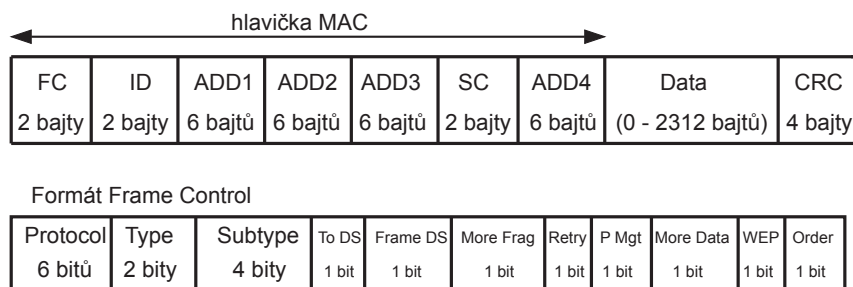 hlavička MAC
FC ID ADD1 ADD2 ADD3 SC ADD4 Data CRC
2 bajty 2 bajty 6 bajtů 6 bajtů 6 bajtů 2 bajty 6 bajtů (0 - 2312 bajtů) 4 bajty
Formát Frame Control
Protocol Type Subtype To DS Frame DS More Frag Retry P Mgt More Data WEP Order
6 bitů 2 bity 4 bity 1 bit 1 bit 1 bit 1 bit 1 bit 1 bit 1 bit 1 bit